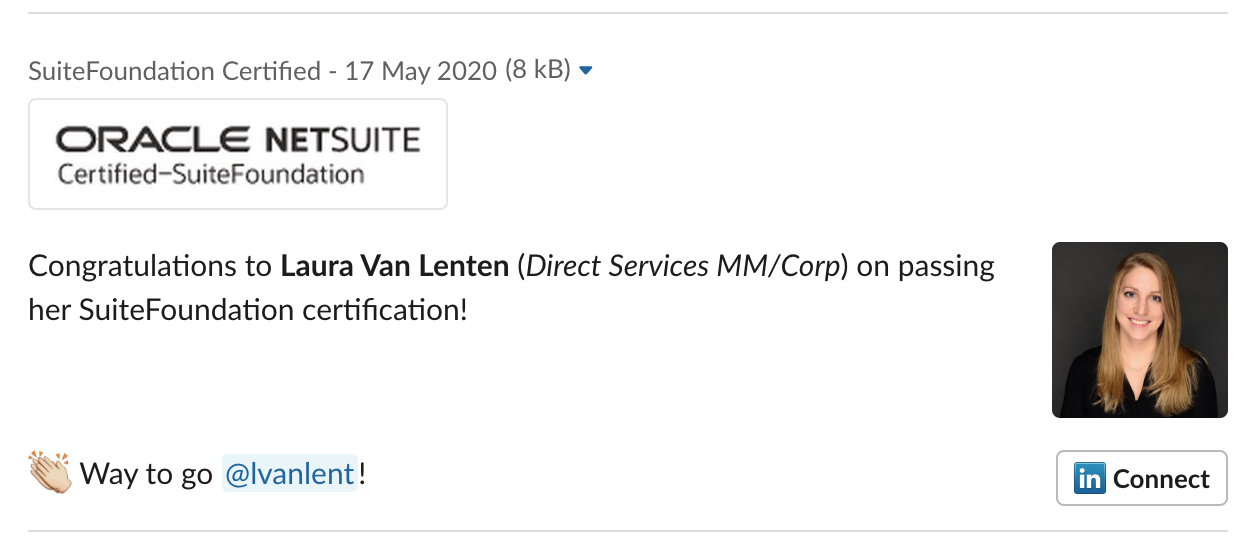 SuiteFoundation Certified - 17 May 2020 (8 kB)
ORACLE NETSUITE
Certified-SuiteFoundation
Congratulations to Laura Van Lenten (Direct Services MM/Corp) on passing
her SuiteFoundation certification!
Way to go @lvanlent!
in Connect